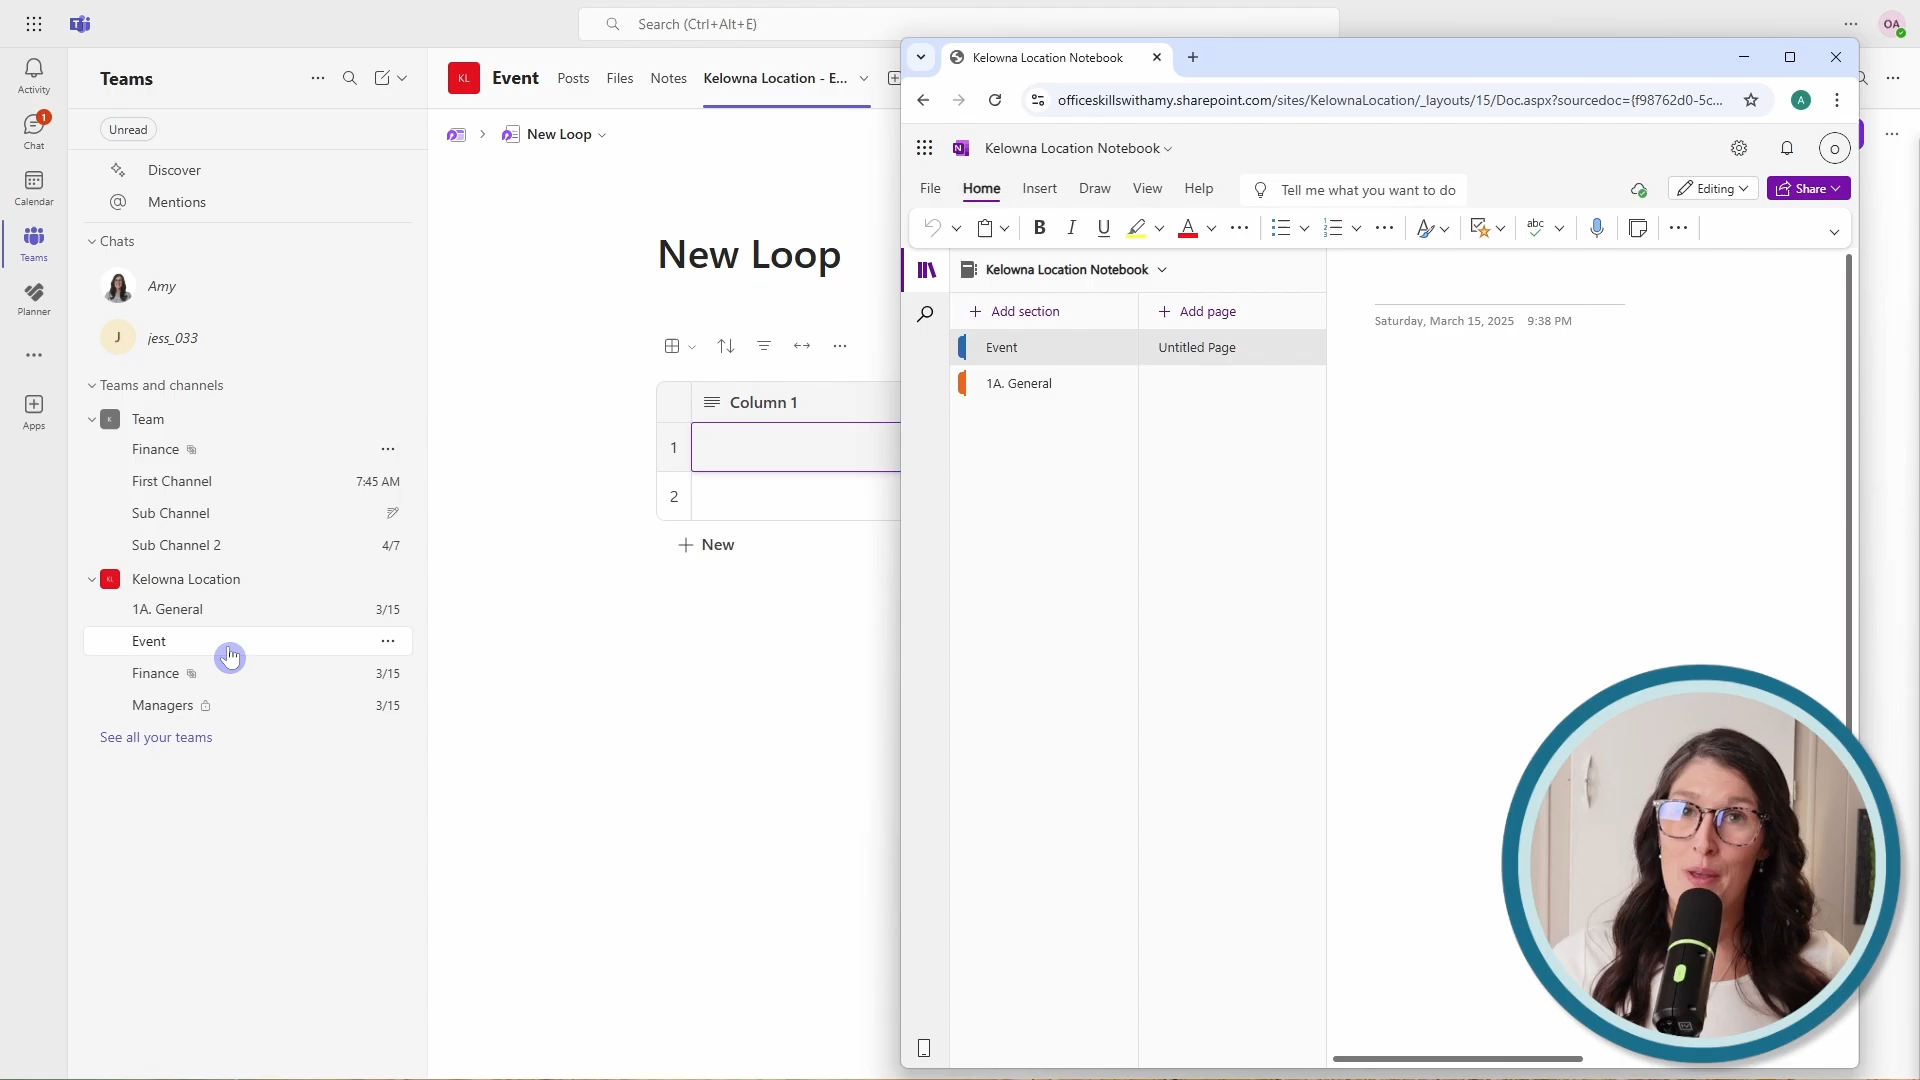 Search (Ctrl+Alt+E)
OA
Activity
1
Chat
Calendar
Teams
Planner
Apps
Teams
Unread
Discover
@ Mentions
Chats
Amy
J jess_033
Teams and channels
K Team
Finance
First Channel 7:45 AM
Sub Channel
Sub Channel 2 4/7
KL Kelowna Location
1A. General 3/15
Event
Finance 3/15
Managers 3/15
See all your teams
KL Event Posts Files Notes Kelowna Location - E...
New Loop
New Loop
Column 1
1
2
+ New
Kelowna Location Notebook
officeskillswithamy.sharepoint.com/sites/KelownaLocation/_layouts/15/Doc.aspx?sourcedoc={f98762d0-5c...
A
N Kelowna Location Notebook
O
File Home Insert Draw View Help Tell me what you want to do
Editing Share
B I U A abc
Kelowna Location Notebook
+ Add section + Add page
Event Untitled Page
1A. General
Saturday, March 15, 2025 9:38 PM